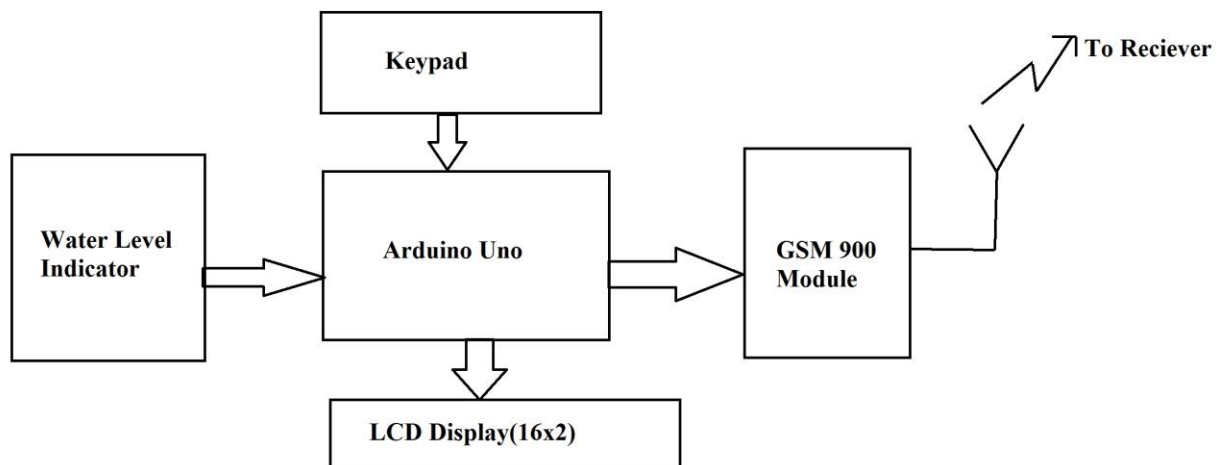 Keypad
To Reciever
Water Level
Indicator
Arduino Uno
GSM 900
Module
LCD Display(16x2)